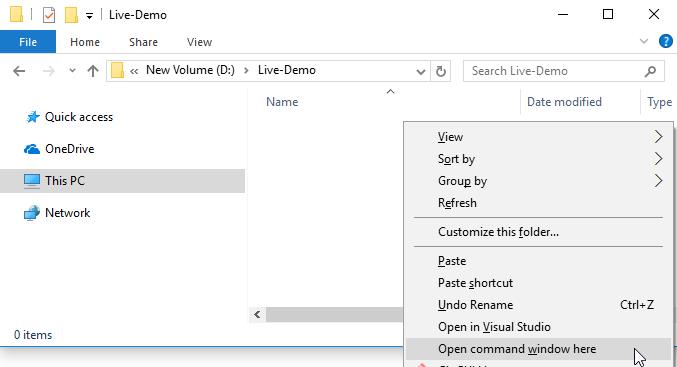 Live-Demo
File Home Share View
« New Volume (D:) > Live-Demo Search Live-Demo
Name Date modified Type
Quick access
OneDrive
This PC
Network
View
Sort by
Group by
Refresh
Customize this folder...
Paste
Paste shortcut
Undo Rename Ctrl+Z
Open in Visual Studio
Open command window here
0 items